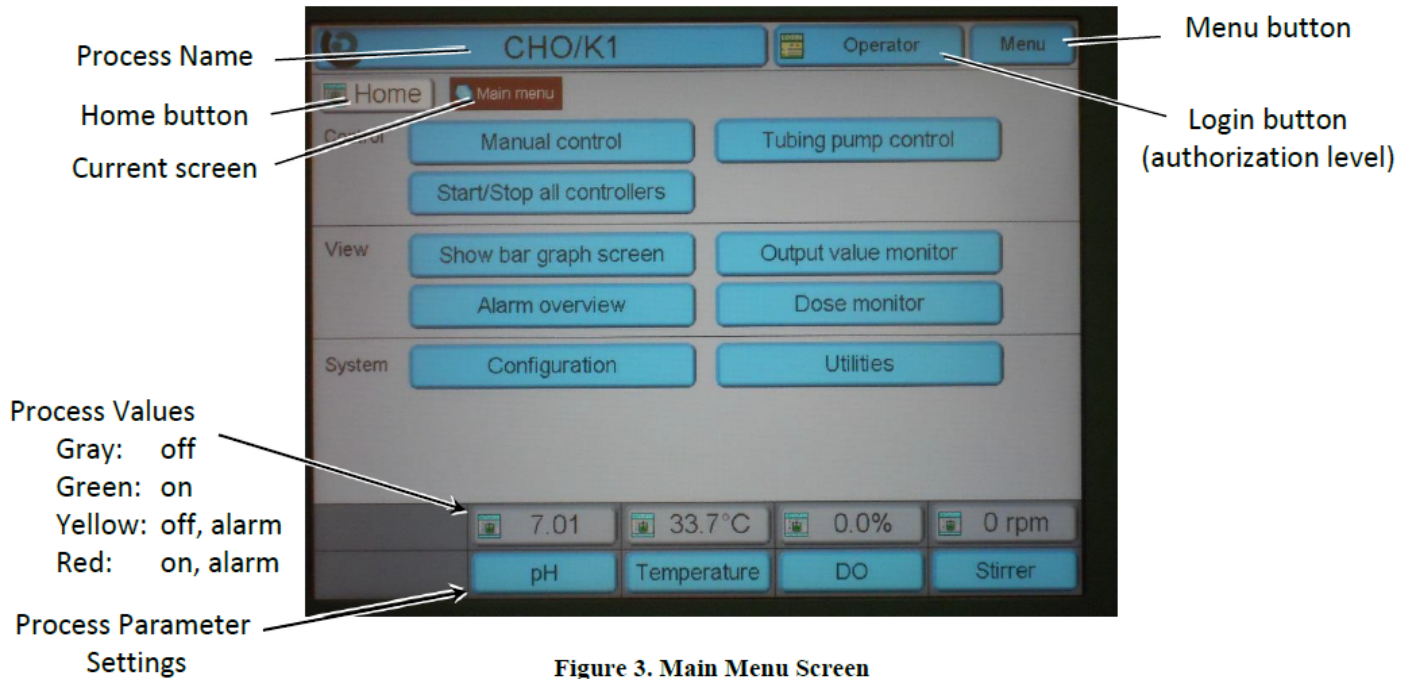 Process Name
Home button
Current screen
Menu button
Login button
(authorization level)
CHO/K1
Operator
Menu
Home
Main menu
Control
Manual control
Tubing pump control
Start/Stop all controllers
View
Show bar graph screen
Output value monitor
Alarm overview
Dose monitor
System
Configuration
Utilities
Process Values
Gray: off
Green: on
Yellow: off, alarm
Red: on, alarm
7.01
33.7°C
0.0%
0 rpm
pH
Temperature
DO
Stirrer
Process Parameter
Settings
Figure 3. Main Menu Screen